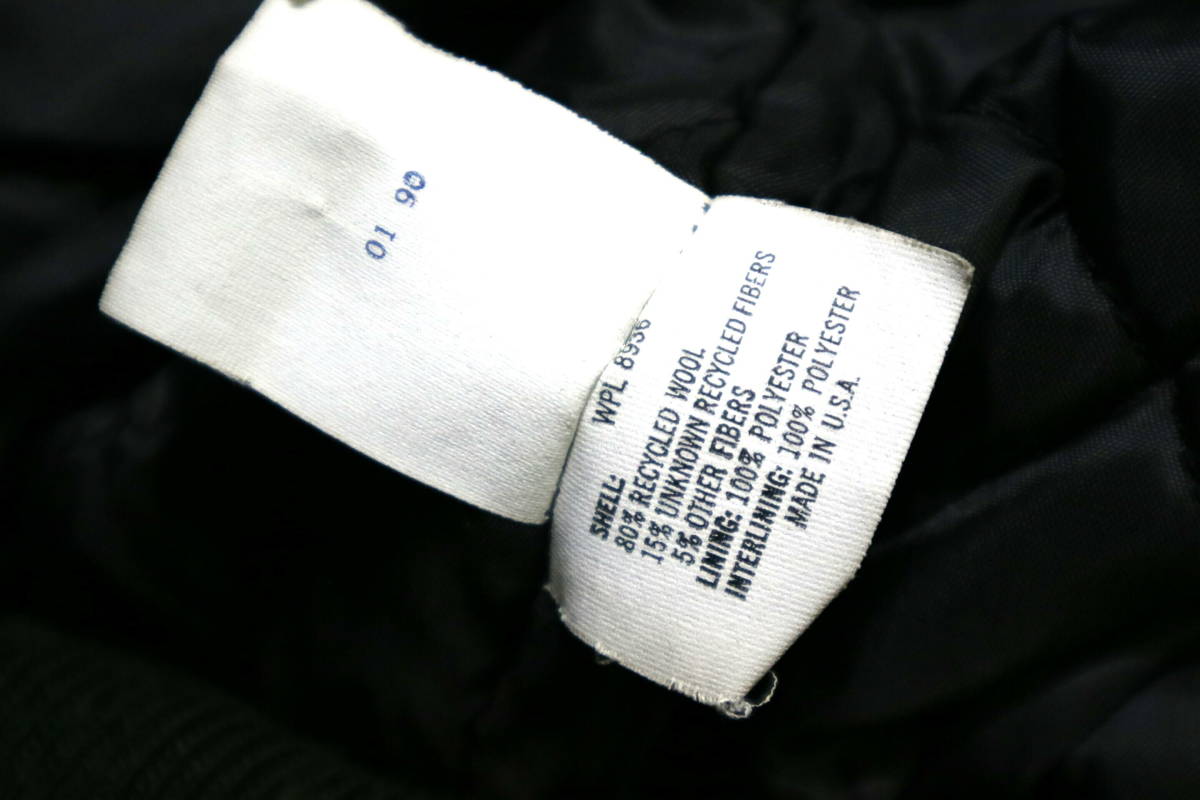 01 90
WPL 8936
SHELL:
80% RECYCLED WOOL
15% UNKNOWN RECYCLED FIBERS
5% OTHER FIBERS
LINING: 100% POLYESTER
INTERLINING: 100% POLYESTER
MADE IN U.S.A.